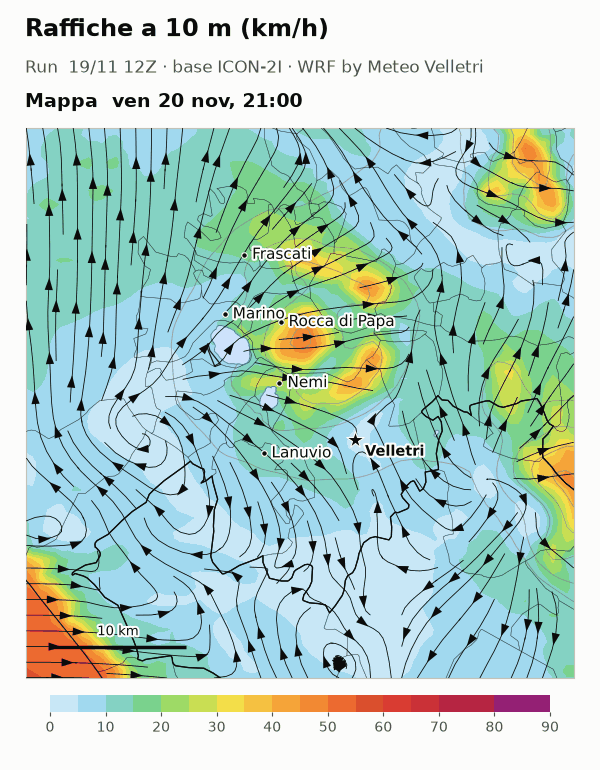 Raffiche a 10 m (km/h)
Run  19/11 12Z · base ICON-2I · WRF by Meteo Velletri
Mappa  ven 20 nov, 21:00
Frascati
Marino
Rocca di Papa
Nemi
Velletri
Lanuvio
10 km
0 10 20 30 40 50 60 70 80 90